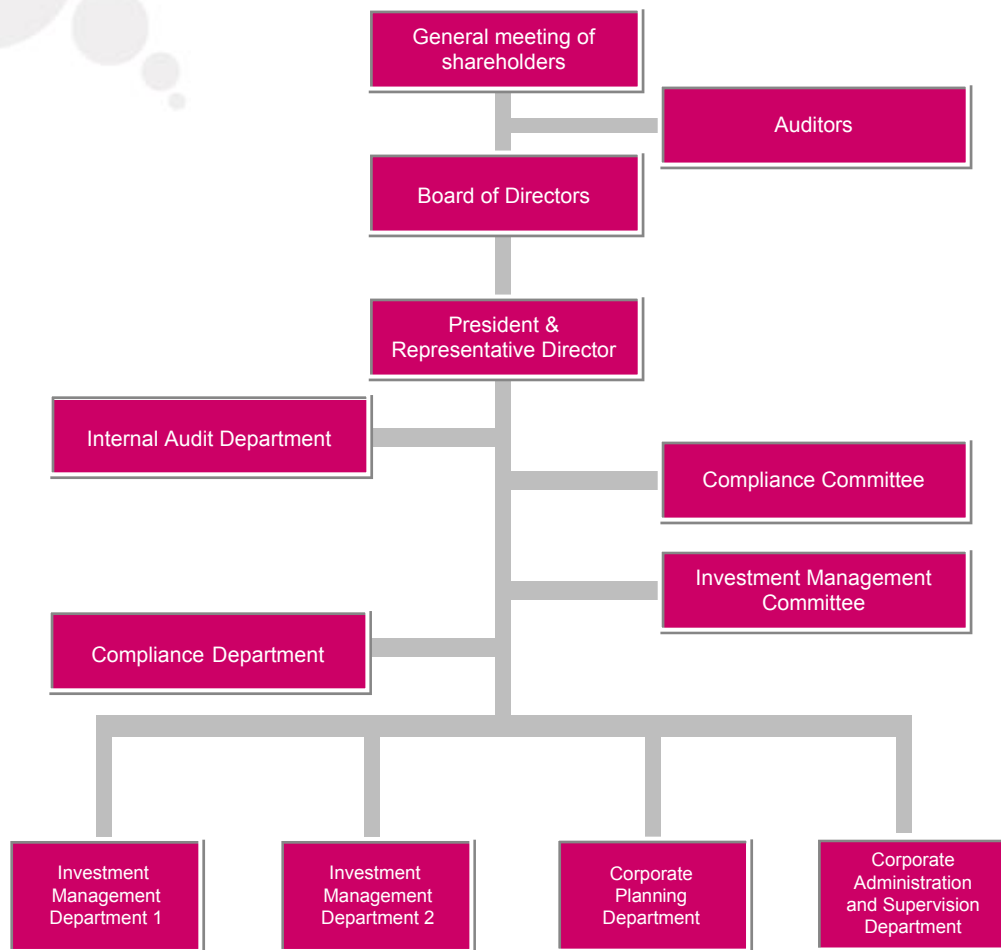 General meeting of
shareholders
Auditors
Board of Directors
President &
Representative Director
Internal Audit Department
Compliance Committee
Investment Management
Committee
Compliance Department
Investment
Management
Department 1
Investment
Management
Department 2
Corporate
Planning
Department
Corporate
Administration
and Supervision
Department